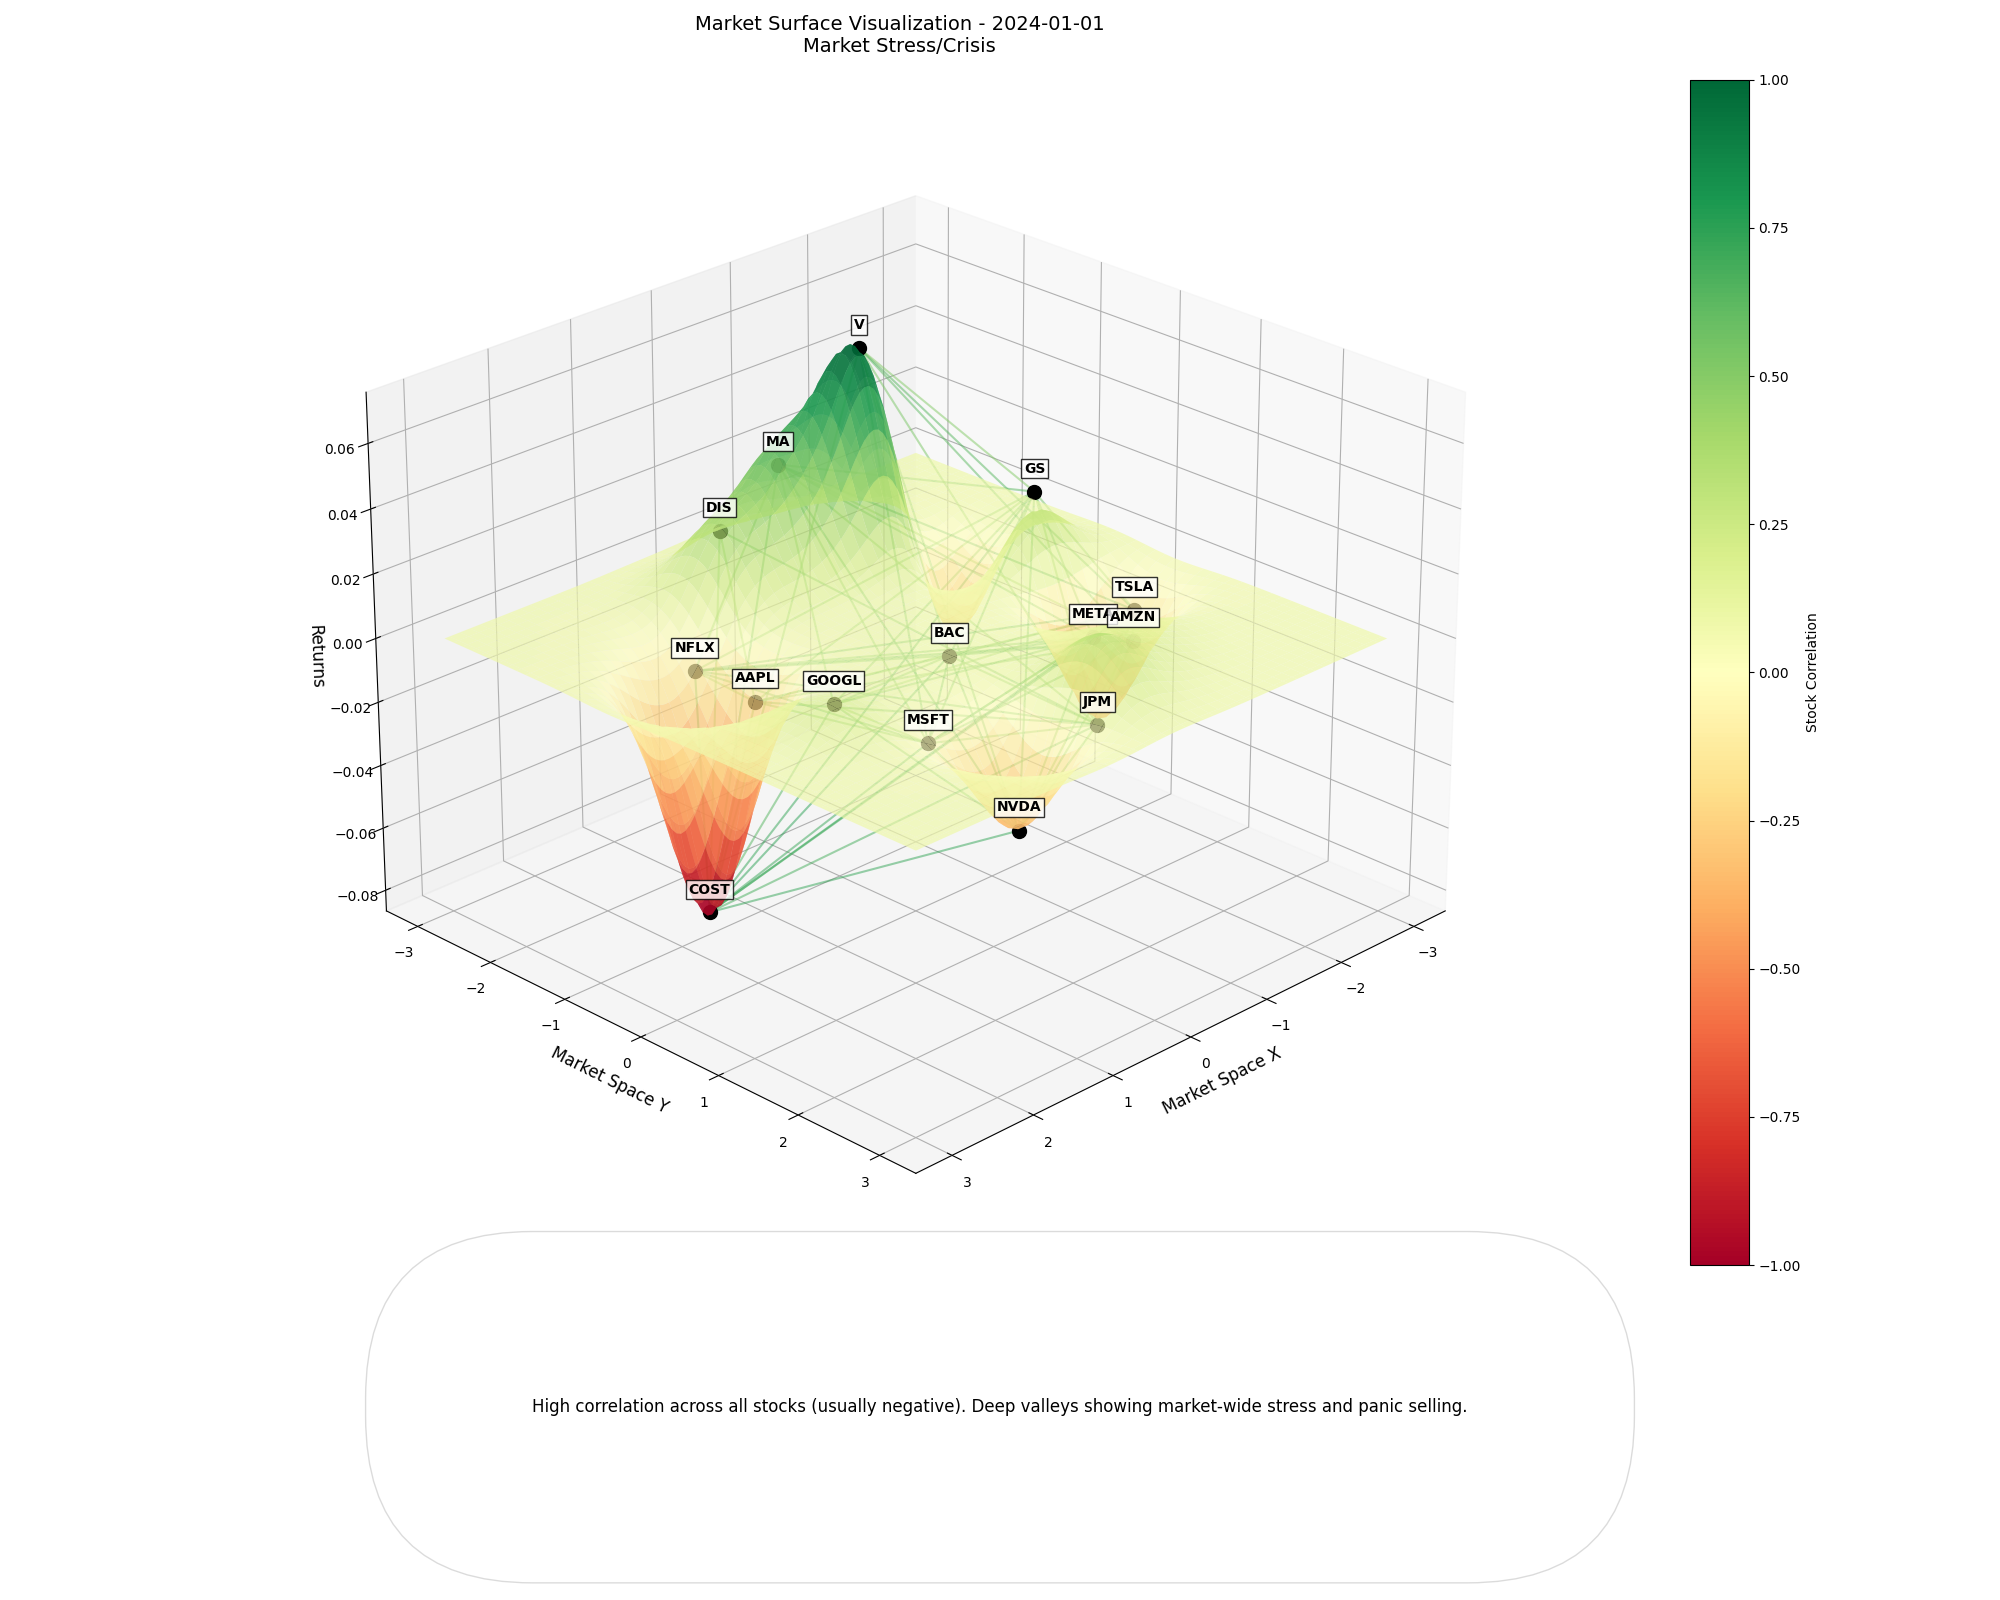 Market Surface Visualization - 2024-01-01
Market Stress/Crisis
V
MA
GS
DIS
TSLA
META
AMZN
BAC
NFLX
AAPL
GOOGL
JPM
MSFT
NVDA
COST
Returns
0.06
0.04
0.02
0.00
−0.02
−0.04
−0.06
−0.08
Market Space Y
−3
−2
−1
0
1
2
3
Market Space X
3
2
1
0
−1
−2
−3
Stock Correlation
1.00
0.75
0.50
0.25
0.00
−0.25
−0.50
−0.75
−1.00
High correlation across all stocks (usually negative). Deep valleys showing market-wide stress and panic selling.